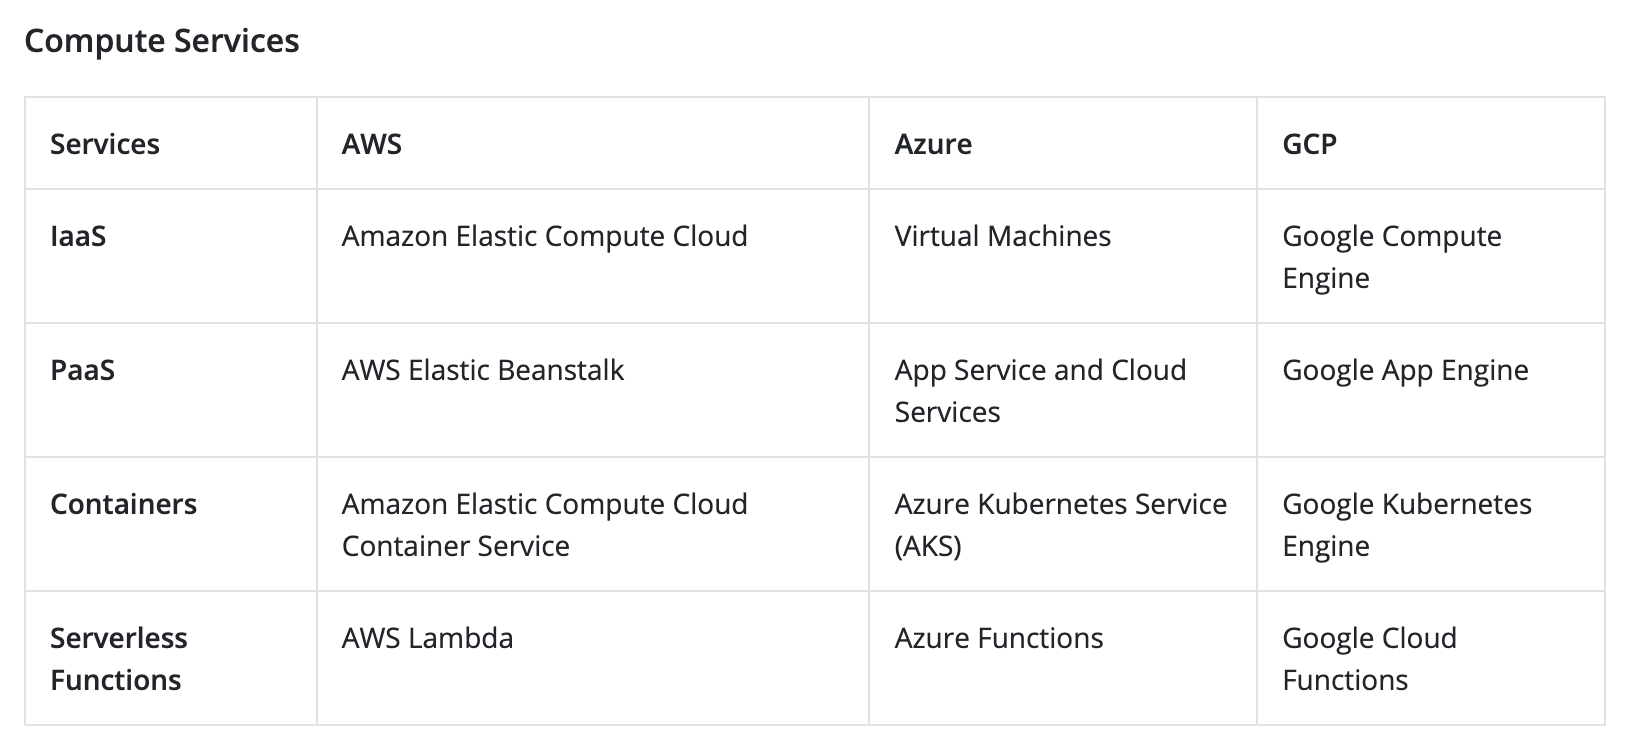 Compute Services
Services AWS Azure GCP
IaaS Amazon Elastic Compute Cloud Virtual Machines Google Compute
Engine
PaaS AWS Elastic Beanstalk App Service and Cloud Google App Engine
Services
Containers Amazon Elastic Compute Cloud Azure Kubernetes Service Google Kubernetes
Container Service (AKS) Engine
Serverless AWS Lambda Azure Functions Google Cloud
Functions Functions